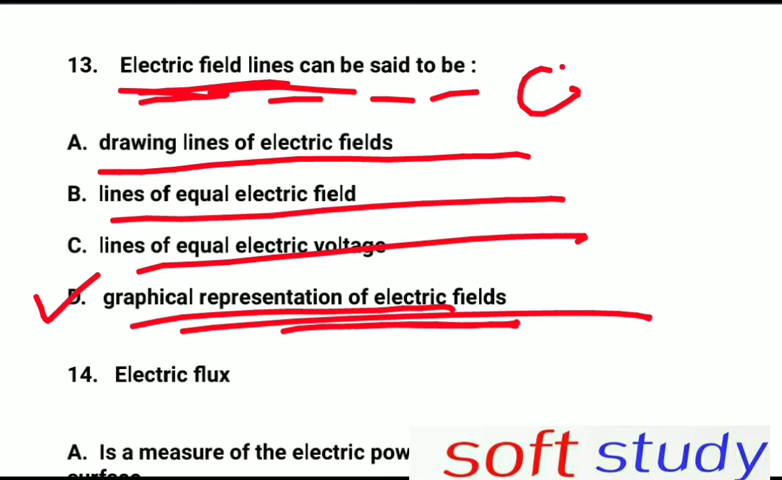 13. Electric field lines can be said to be :
A. drawing lines of electric fields
B. lines of equal electric field
C. lines of equal electric voltage
D. graphical representation of electric fields
14. Electric flux
A. Is a measure of the electric pow
surface
soft study